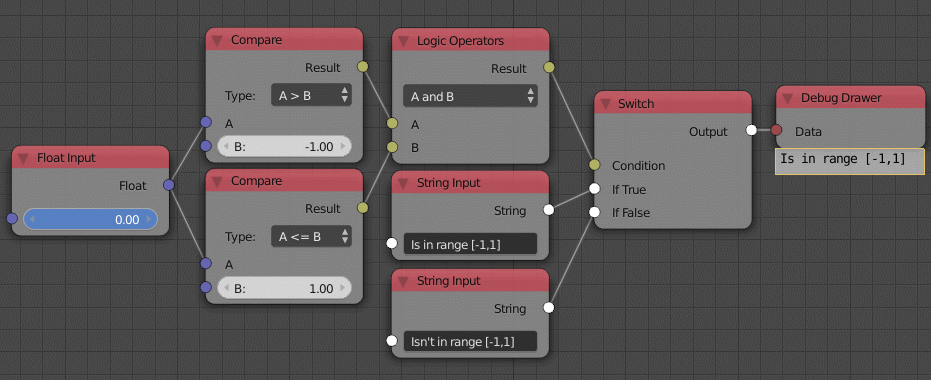 Float Input
Float
0.00
Compare
Result
Type: A > B
A
B: -1.00
Compare
Result
Type: A <= B
A
B: 1.00
Logic Operators
Result
A and B
A
B
String Input
String
Is in range [-1,1]
String Input
String
Isn't in range [-1,1]
Switch
Output
Condition
If True
If False
Debug Drawer
Data
Is in range [-1,1]